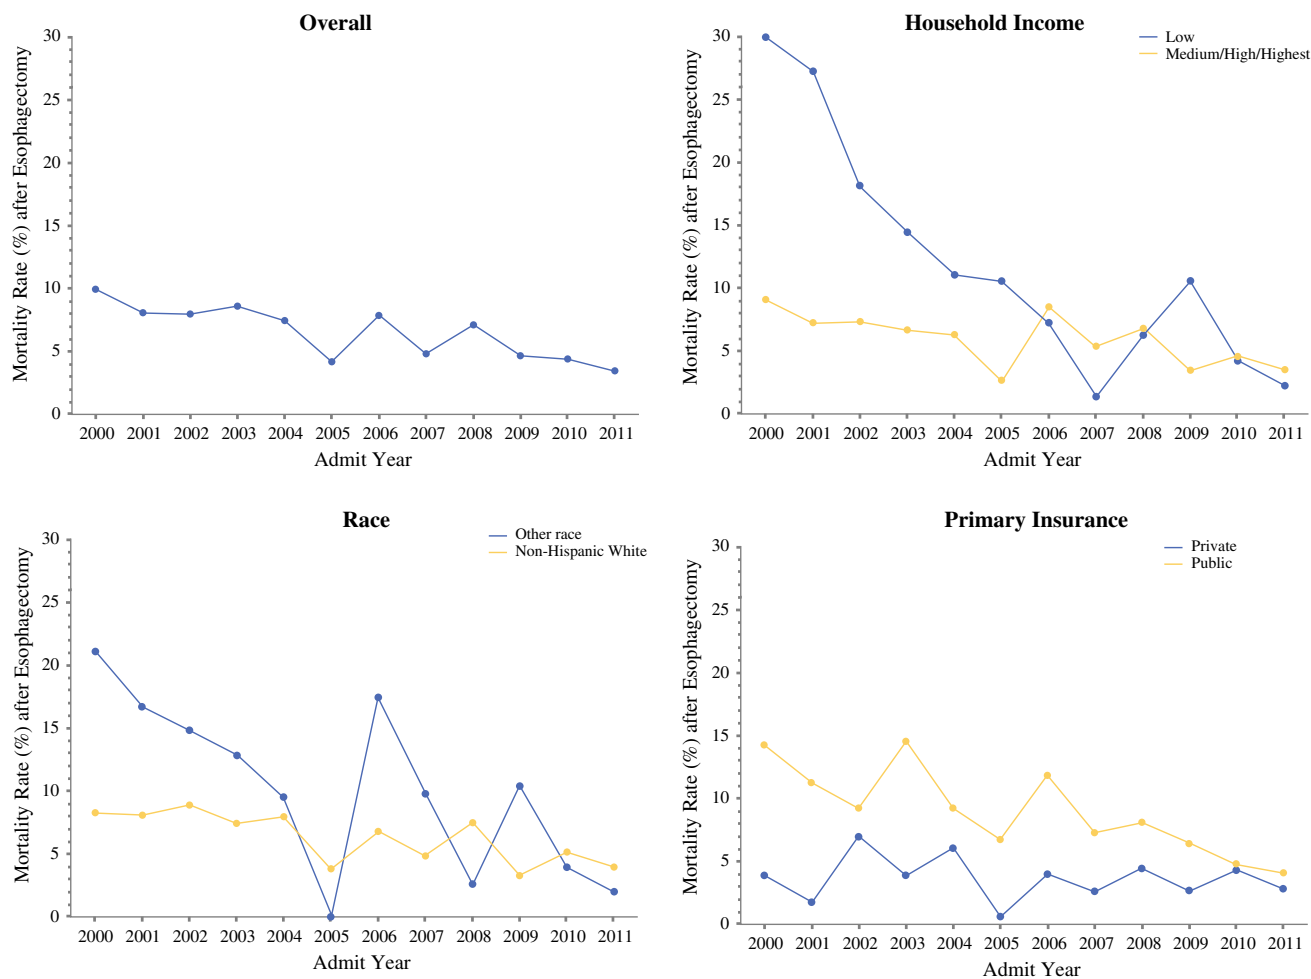 Overall
Mortality Rate (%) after Esophagectomy
30
25
20
15
10
5
0
2000 2001 2002 2003 2004 2005 2006 2007 2008 2009 2010 2011
Admit Year
Household Income
Low
Medium/High/Highest
Mortality Rate (%) after Esophagectomy
30
25
20
15
10
5
0
2000 2001 2002 2003 2004 2005 2006 2007 2008 2009 2010 2011
Admit Year
Race
Other race
Non-Hispanic White
Mortality Rate (%) after Esophagectomy
30
25
20
15
10
5
0
2000 2001 2002 2003 2004 2005 2006 2007 2008 2009 2010 2011
Admit Year
Primary Insurance
Private
Public
Mortality Rate (%) after Esophagectomy
30
25
20
15
10
5
0
2000 2001 2002 2003 2004 2005 2006 2007 2008 2009 2010 2011
Admit Year